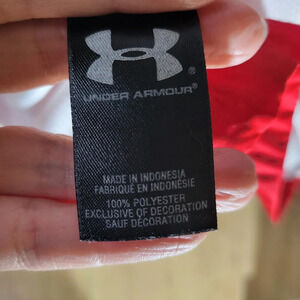 UNDER ARMOUR®
MADE IN INDONESIA
FABRIQUÉ EN INDONÉSIE
100% POLYESTER
EXCLUSIVE OF DECORATION
SAUF DÉCORATION